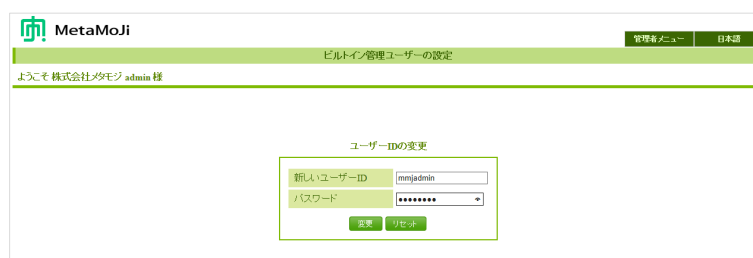 MetaMoJi
管理者メニュー 日本語
ビルトイン管理ユーザーの設定
ようこそ 株式会社メタモジ admin 様
ユーザーIDの変更
新しいユーザーID mmjadmin
パスワード ●●●●●●●●
変更 リセット